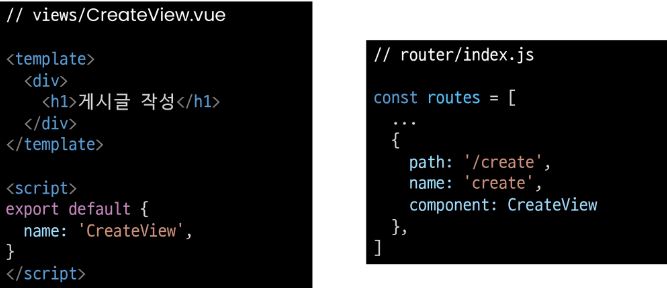 // views/CreateView.vue
<template>
  <div>
    <h1>게시글 작성</h1>
  </div>
</template>
<script>
export default {
  name: 'CreateView',
}
</script>
// router/index.js
const routes = [
  ...
  {
    path: '/create',
    name: 'create',
    component: CreateView
  },
]